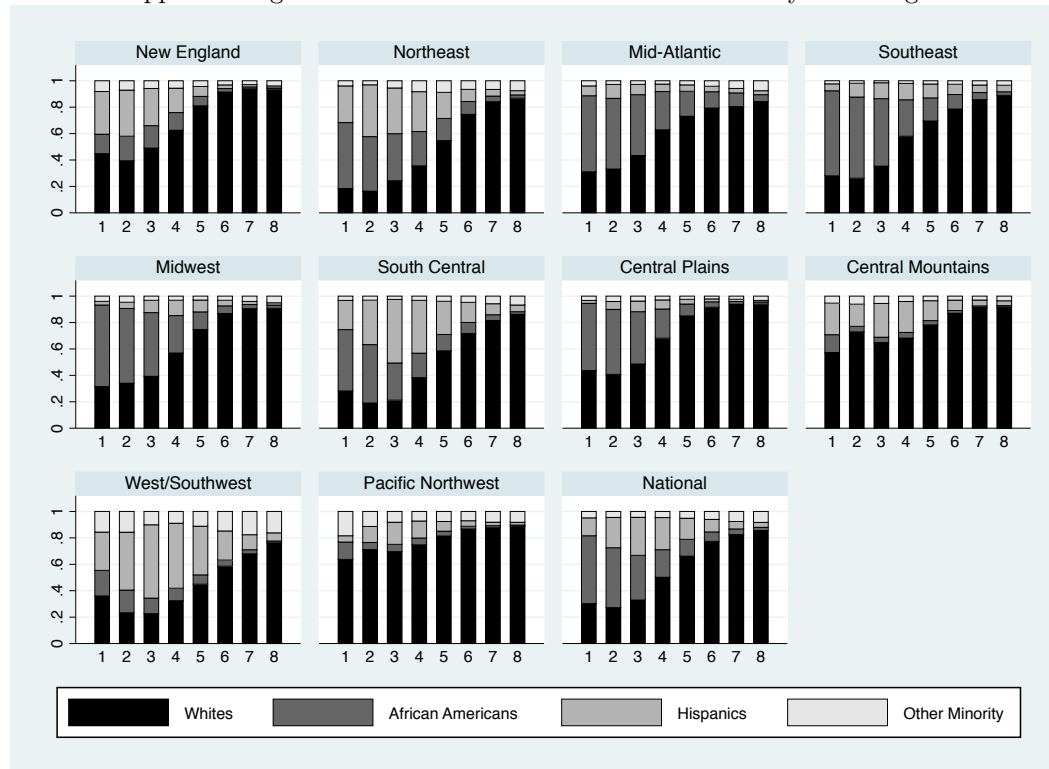 New England Northeast Mid-Atlantic Southeast
0 .2 .4 .6 .8 1
1 2 3 4 5 6 7 8 1 2 3 4 5 6 7 8 1 2 3 4 5 6 7 8 1 2 3 4 5 6 7 8
Midwest South Central Central Plains Central Mountains
0 .2 .4 .6 .8 1
1 2 3 4 5 6 7 8 1 2 3 4 5 6 7 8 1 2 3 4 5 6 7 8 1 2 3 4 5 6 7 8
West/Southwest Pacific Northwest National
0 .2 .4 .6 .8 1
1 2 3 4 5 6 7 8 1 2 3 4 5 6 7 8 1 2 3 4 5 6 7 8
Whites African Americans Hispanics Other Minority